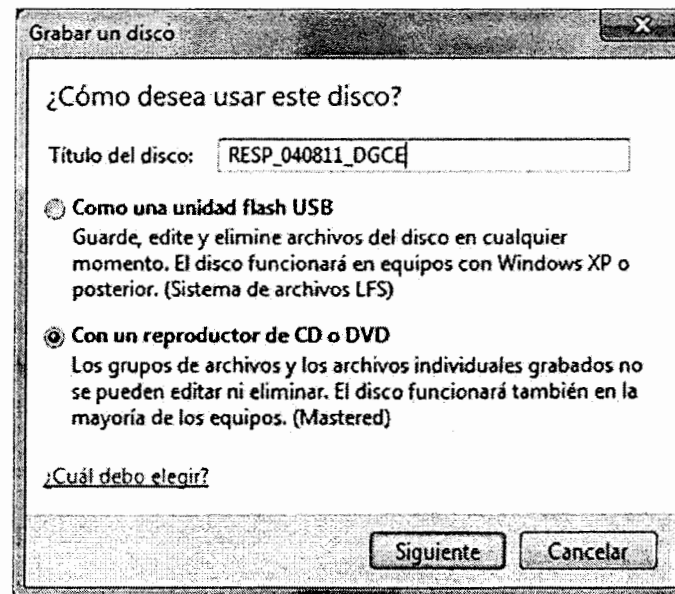 Grabar un disco
¿Cómo desea usar este disco?
Título del disco: RESP_040811_DGCE
Como una unidad flash USB
Guarde, edite y elimine archivos del disco en cualquier
momento. El disco funcionará en equipos con Windows XP o
posterior. (Sistema de archivos LFS)
Con un reproductor de CD o DVD
Los grupos de archivos y los archivos individuales grabados no
se pueden editar ni eliminar. El disco funcionará también en la
mayoría de los equipos. (Mastered)
¿Cuál debo elegir?
Siguiente Cancelar